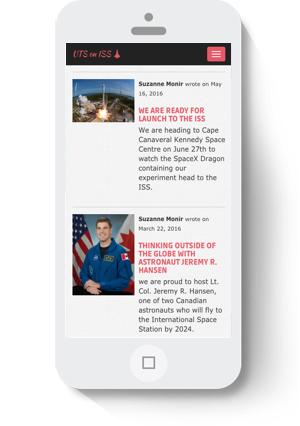 UTS on ISS
Suzanne Monir wrote on May
16, 2016
WE ARE READY FOR
LAUNCH TO THE ISS
We are heading to Cape
Canaveral Kennedy Space
Centre on June 27th to
watch the SpaceX Dragon
containing our
experiment head to the
ISS.
Suzanne Monir wrote on
March 22, 2016
THINKING OUTSIDE OF
THE GLOBE WITH
ASTRONAUT JEREMY R.
HANSEN
we are proud to host Lt.
Col. Jeremy R. Hansen,
one of two Canadian
astronauts who will fly to
the International Space
Station by 2024.